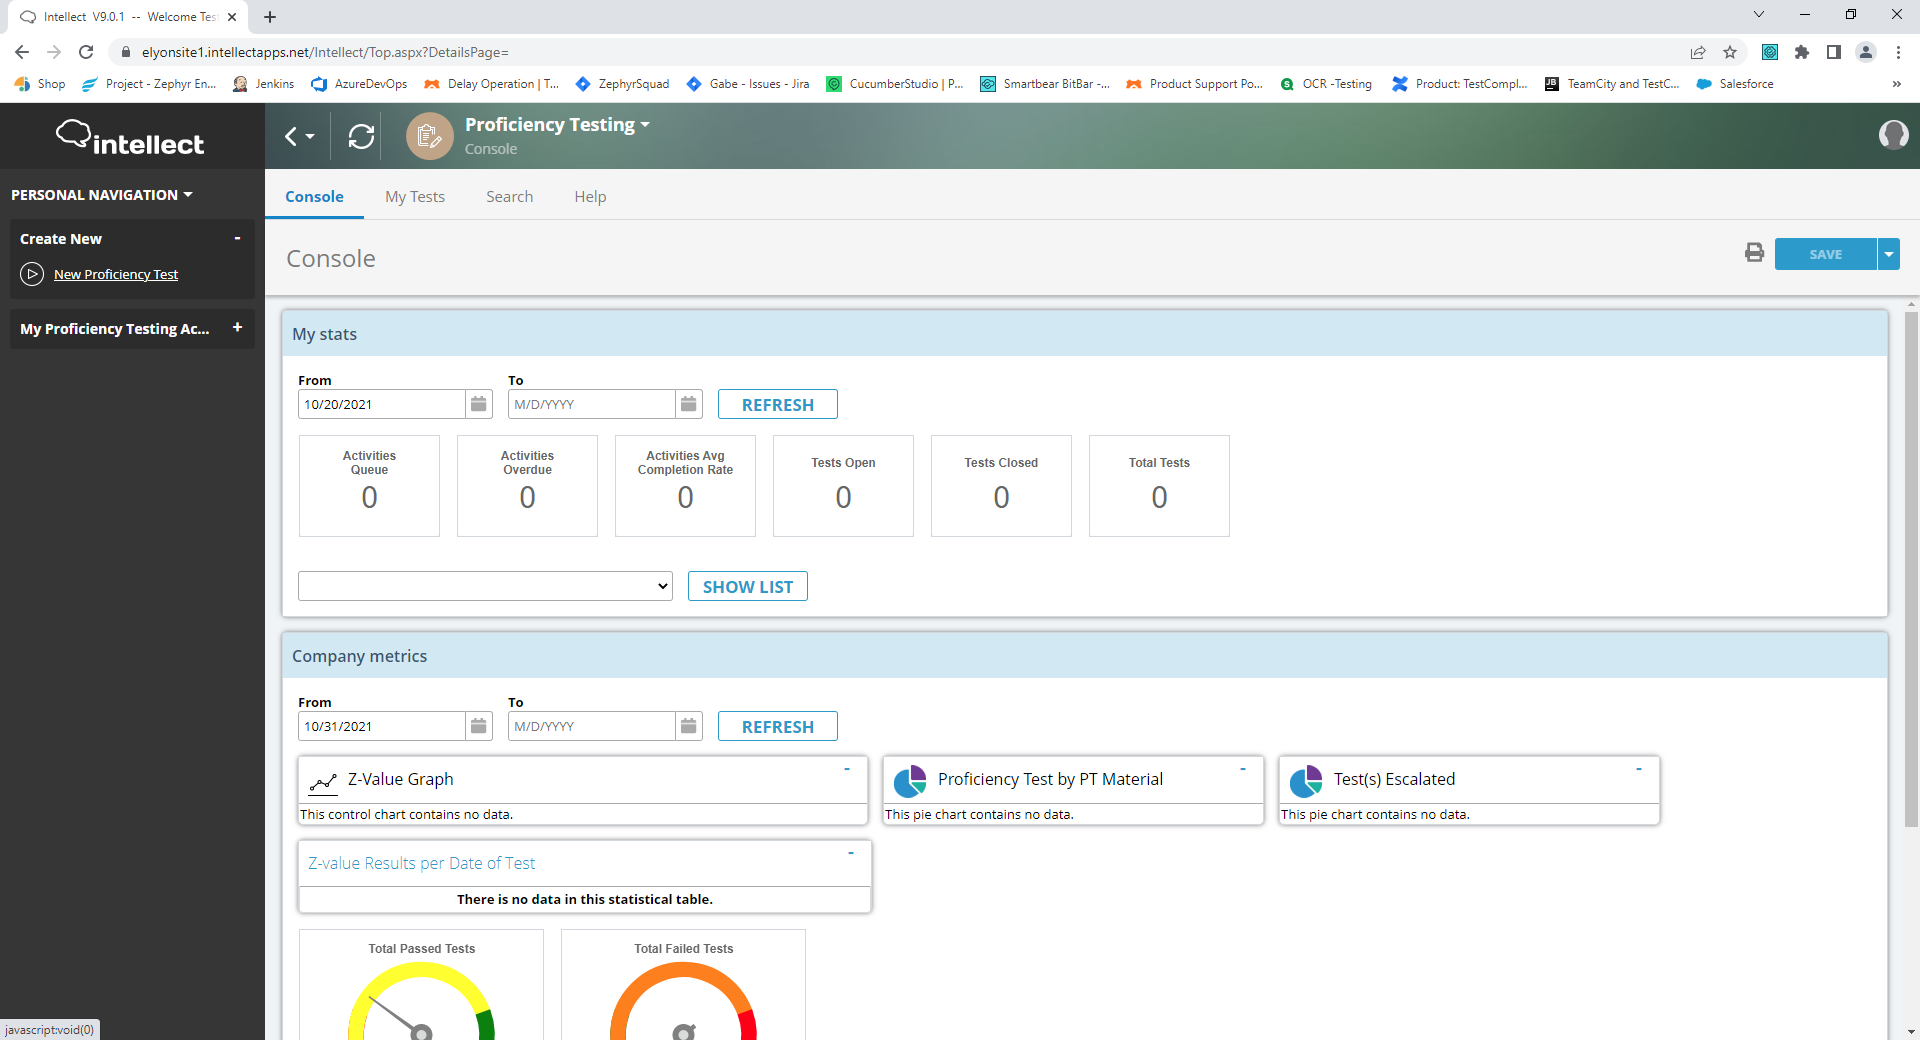 Intellect V9.0.1 -- Welcome Tes
elyonsite1.intellectapps.net/Intellect/Top.aspx?DetailsPage=
Shop
Project - Zephyr En...
Jenkins
AzureDevOps
Delay Operation | T...
ZephyrSquad
Gabe - Issues - Jira
CucumberStudio | P...
Smartbear BitBar -...
Product Support Po...
OCR -Testing
Product: TestCompl...
TeamCity and TestC...
Salesforce
»
intellect
Proficiency Testing
Console
PERSONAL NAVIGATION
Create New
-
New Proficiency Test
My Proficiency Testing Ac...
+
Console
My Tests
Search
Help
Console
SAVE
My stats
From
To
10/20/2021
M/D/YYYY
REFRESH
Activities
Queue
0
Activities
Overdue
0
Activities Avg
Completion Rate
0
Tests Open
0
Tests Closed
0
Total Tests
0
SHOW LIST
Company metrics
From
To
10/31/2021
M/D/YYYY
REFRESH
Z-Value Graph
-
This control chart contains no data.
Proficiency Test by PT Material
-
This pie chart contains no data.
Test(s) Escalated
-
This pie chart contains no data.
Z-value Results per Date of Test
-
There is no data in this statistical table.
Total Passed Tests
Total Failed Tests
javascript:void(0)